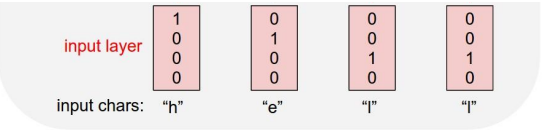 1 0 0 0
0 1 0 0
input layer
0 0 1 1
0 0 0 0
input chars: "h" "e" "l" "l"